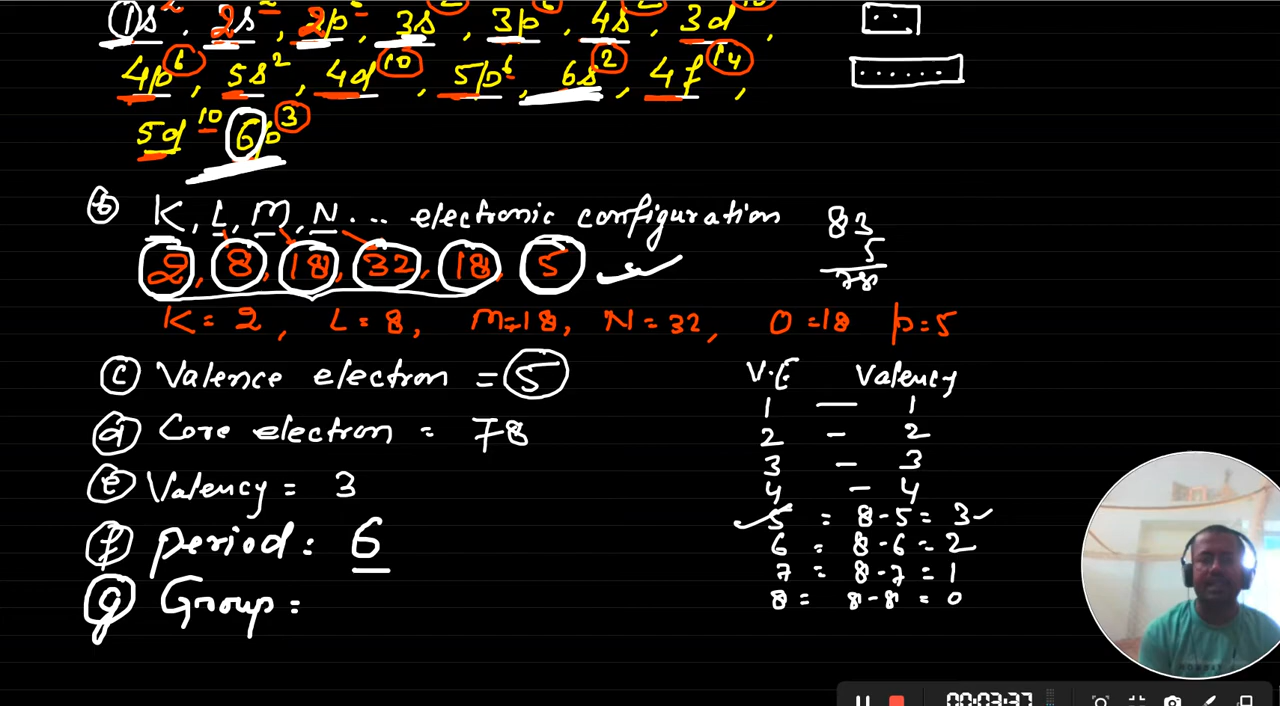 1s², 2s², 2p⁶, 3s², 3p⁶, 4s², 3d¹⁰,
4p⁶, 5s², 4d¹⁰, 5p⁶, 6s², 4f¹⁴,
5d¹⁰ 6p³
b K, L, M, N... electronic configuration
2, 8, 18, 32, 18, 5
83
5
78
K = 2, L = 8, M = 18, N = 32, O = 18 p = 5
c Valence electron = 5
d Core electron = 78
e Valency = 3
f period: 6
g Group =
V.E Valency
1 — 1
2 - 2
3 - 3
4 - 4
5 = 8-5 = 3
6 = 8-6 = 2
7 = 8-7 = 1
8 = 8-8 = 0
00:03:37